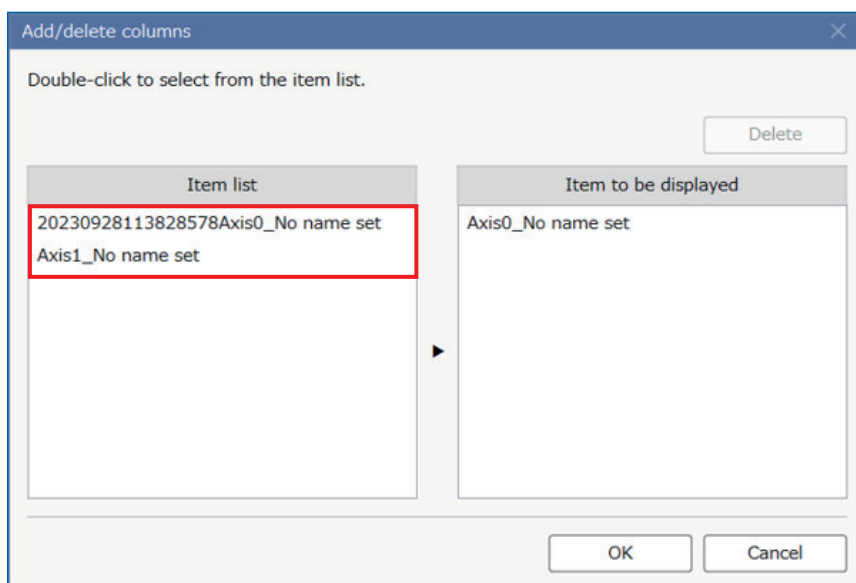 Add/delete columns
Double-click to select from the item list.
Delete
Item list
Item to be displayed
20230928113828578Axis0_No name set
Axis1_No name set
Axis0_No name set
OK
Cancel